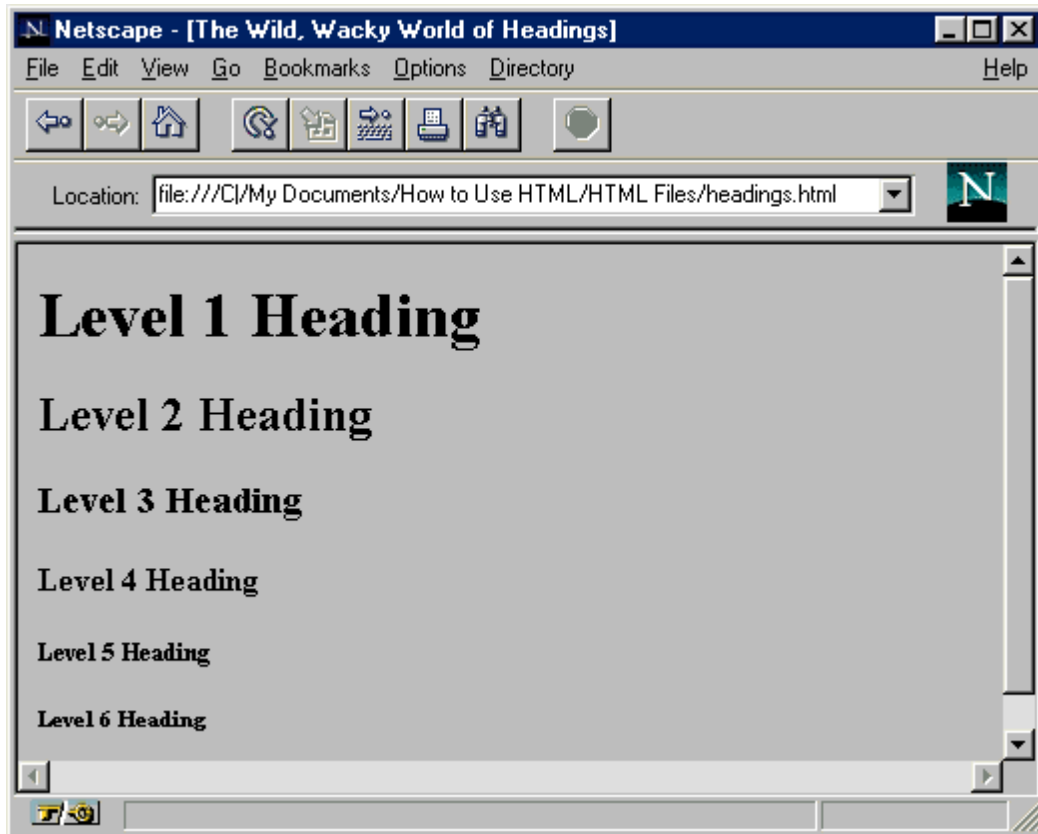 Netscape - [The Wild, Wacky World of Headings]
File Edit View Go Bookmarks Options Directory Help
Location: file:///C|/My Documents/How to Use HTML/HTML Files/headings.html
N
Level 1 Heading
Level 2 Heading
Level 3 Heading
Level 4 Heading
Level 5 Heading
Level 6 Heading